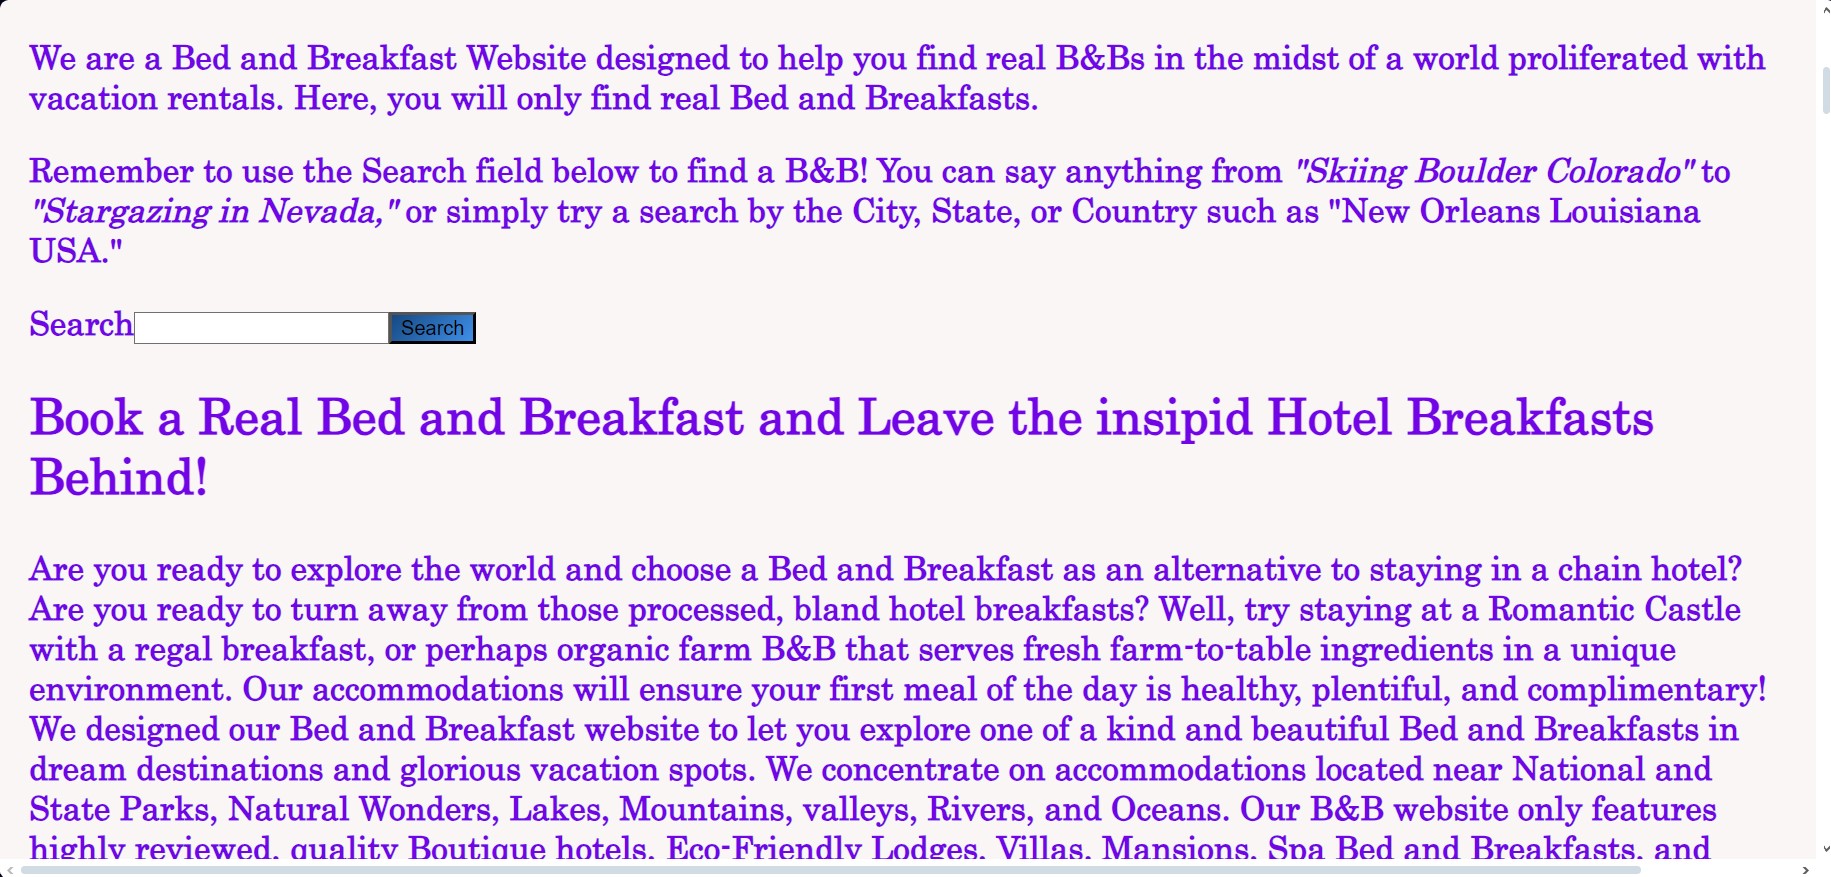 We are a Bed and Breakfast Website designed to help you find real B&Bs in the midst of a world proliferated with
vacation rentals. Here, you will only find real Bed and Breakfasts.
Remember to use the Search field below to find a B&B! You can say anything from "Skiing Boulder Colorado" to
"Stargazing in Nevada," or simply try a search by the City, State, or Country such as "New Orleans Louisiana
USA."
Search Search
Book a Real Bed and Breakfast and Leave the insipid Hotel Breakfasts
Behind!
Are you ready to explore the world and choose a Bed and Breakfast as an alternative to staying in a chain hotel?
Are you ready to turn away from those processed, bland hotel breakfasts? Well, try staying at a Romantic Castle
with a regal breakfast, or perhaps organic farm B&B that serves fresh farm-to-table ingredients in a unique
environment. Our accommodations will ensure your first meal of the day is healthy, plentiful, and complimentary!
We designed our Bed and Breakfast website to let you explore one of a kind and beautiful Bed and Breakfasts in
dream destinations and glorious vacation spots. We concentrate on accommodations located near National and
State Parks, Natural Wonders, Lakes, Mountains, valleys, Rivers, and Oceans. Our B&B website only features
highly reviewed, quality Boutique hotels, Eco-Friendly Lodges, Villas, Mansions, Spa Bed and Breakfasts, and